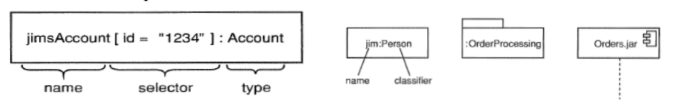 jimsAccount [ id = "1234" ] : Account
name selector type
jim:Person
name classifier
:OrderProcessing
Orders.jar